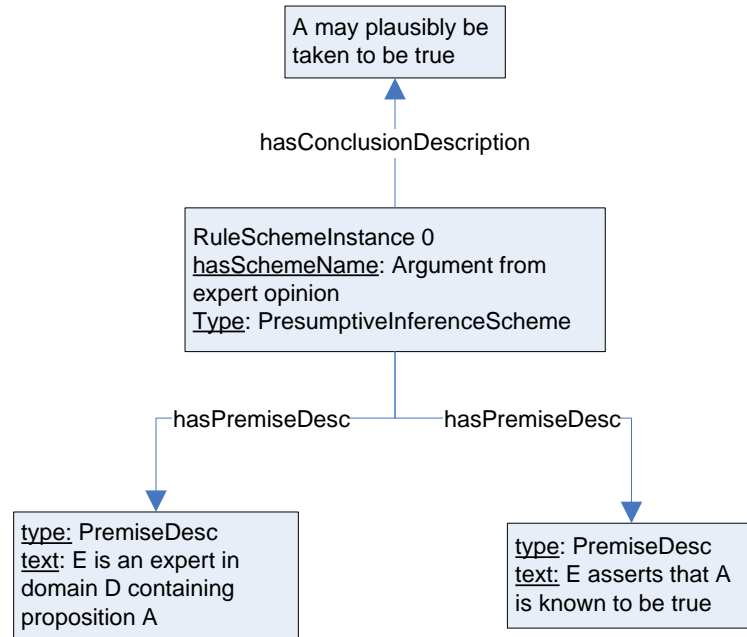 A may plausibly be
taken to be true
hasConclusionDescription
RuleSchemeInstance 0
hasSchemeName: Argument from
expert opinion
Type: PresumptiveInferenceScheme
hasPremiseDesc
hasPremiseDesc
type: PremiseDesc
text: E is an expert in
domain D containing
proposition A
type: PremiseDesc
text: E asserts that A
is known to be true